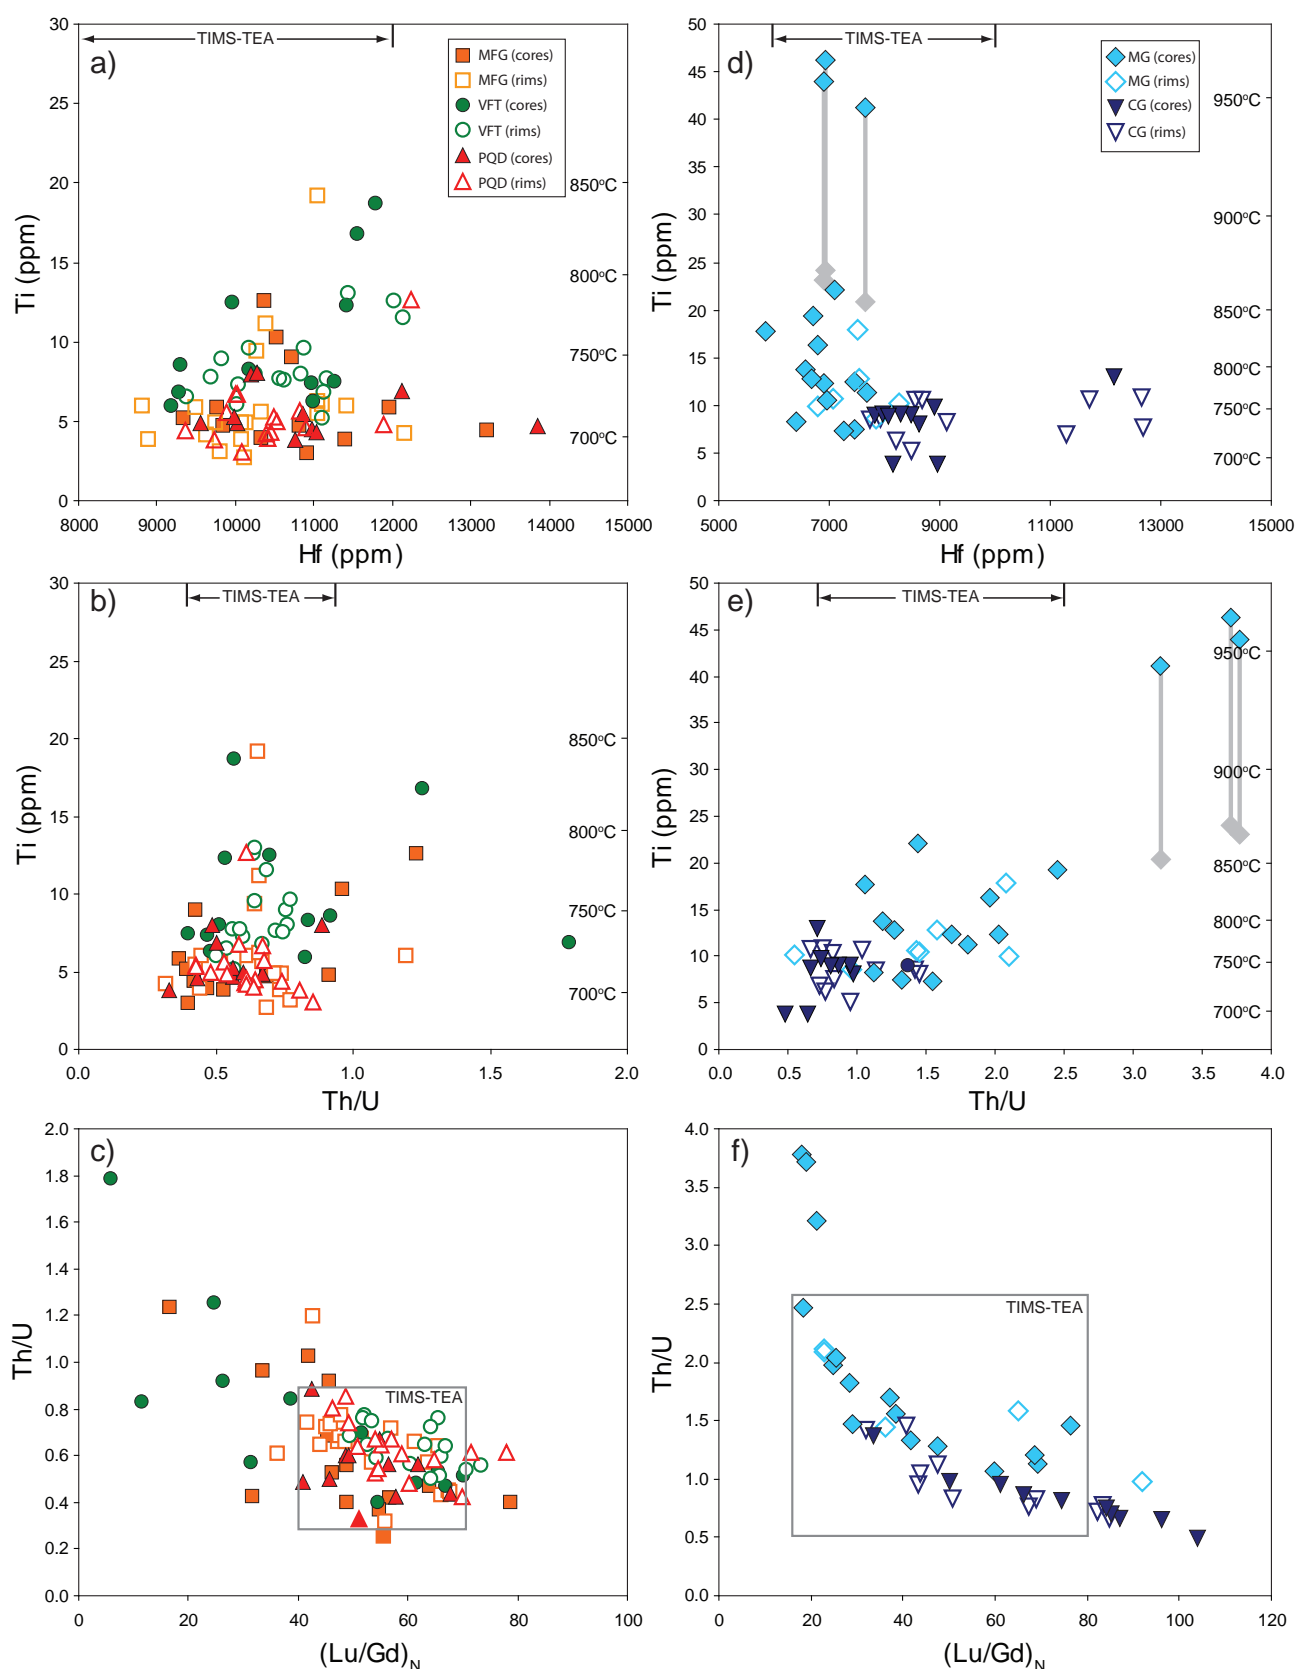 a)
TIMS-TEA
MFG (cores)
MFG (rims)
VFT (cores)
VFT (rims)
PQD (cores)
PQD (rims)
30
25
20
15
10
5
0
Ti (ppm)
850°C
800°C
750°C
700°C
8000 9000 10000 11000 12000 13000 14000 15000
Hf (ppm)
d)
TIMS-TEA
MG (cores)
MG (rims)
CG (cores)
CG (rims)
50
45
40
35
30
25
20
15
10
5
0
Ti (ppm)
950°C
900°C
850°C
800°C
750°C
700°C
5000 7000 9000 11000 13000 15000
Hf (ppm)
b)
TIMS-TEA
30
25
20
15
10
5
0
Ti (ppm)
850°C
800°C
750°C
700°C
0.0 0.5 1.0 1.5 2.0
Th/U
e)
TIMS-TEA
50
45
40
35
30
25
20
15
10
5
0
Ti (ppm)
950°C
900°C
850°C
800°C
750°C
700°C
0.0 0.5 1.0 1.5 2.0 2.5 3.0 3.5 4.0
Th/U
c)
TIMS-TEA
1.8
1.6
1.4
1.2
1.0
0.8
0.6
0.4
0.2
0.0
Th/U
0 20 40 60 80 100
(Lu/Gd)N
f)
TIMS-TEA
4.0
3.5
3.0
2.5
2.0
1.5
1.0
0.5
0.0
Th/U
0 20 40 60 80 100 120
(Lu/Gd)N